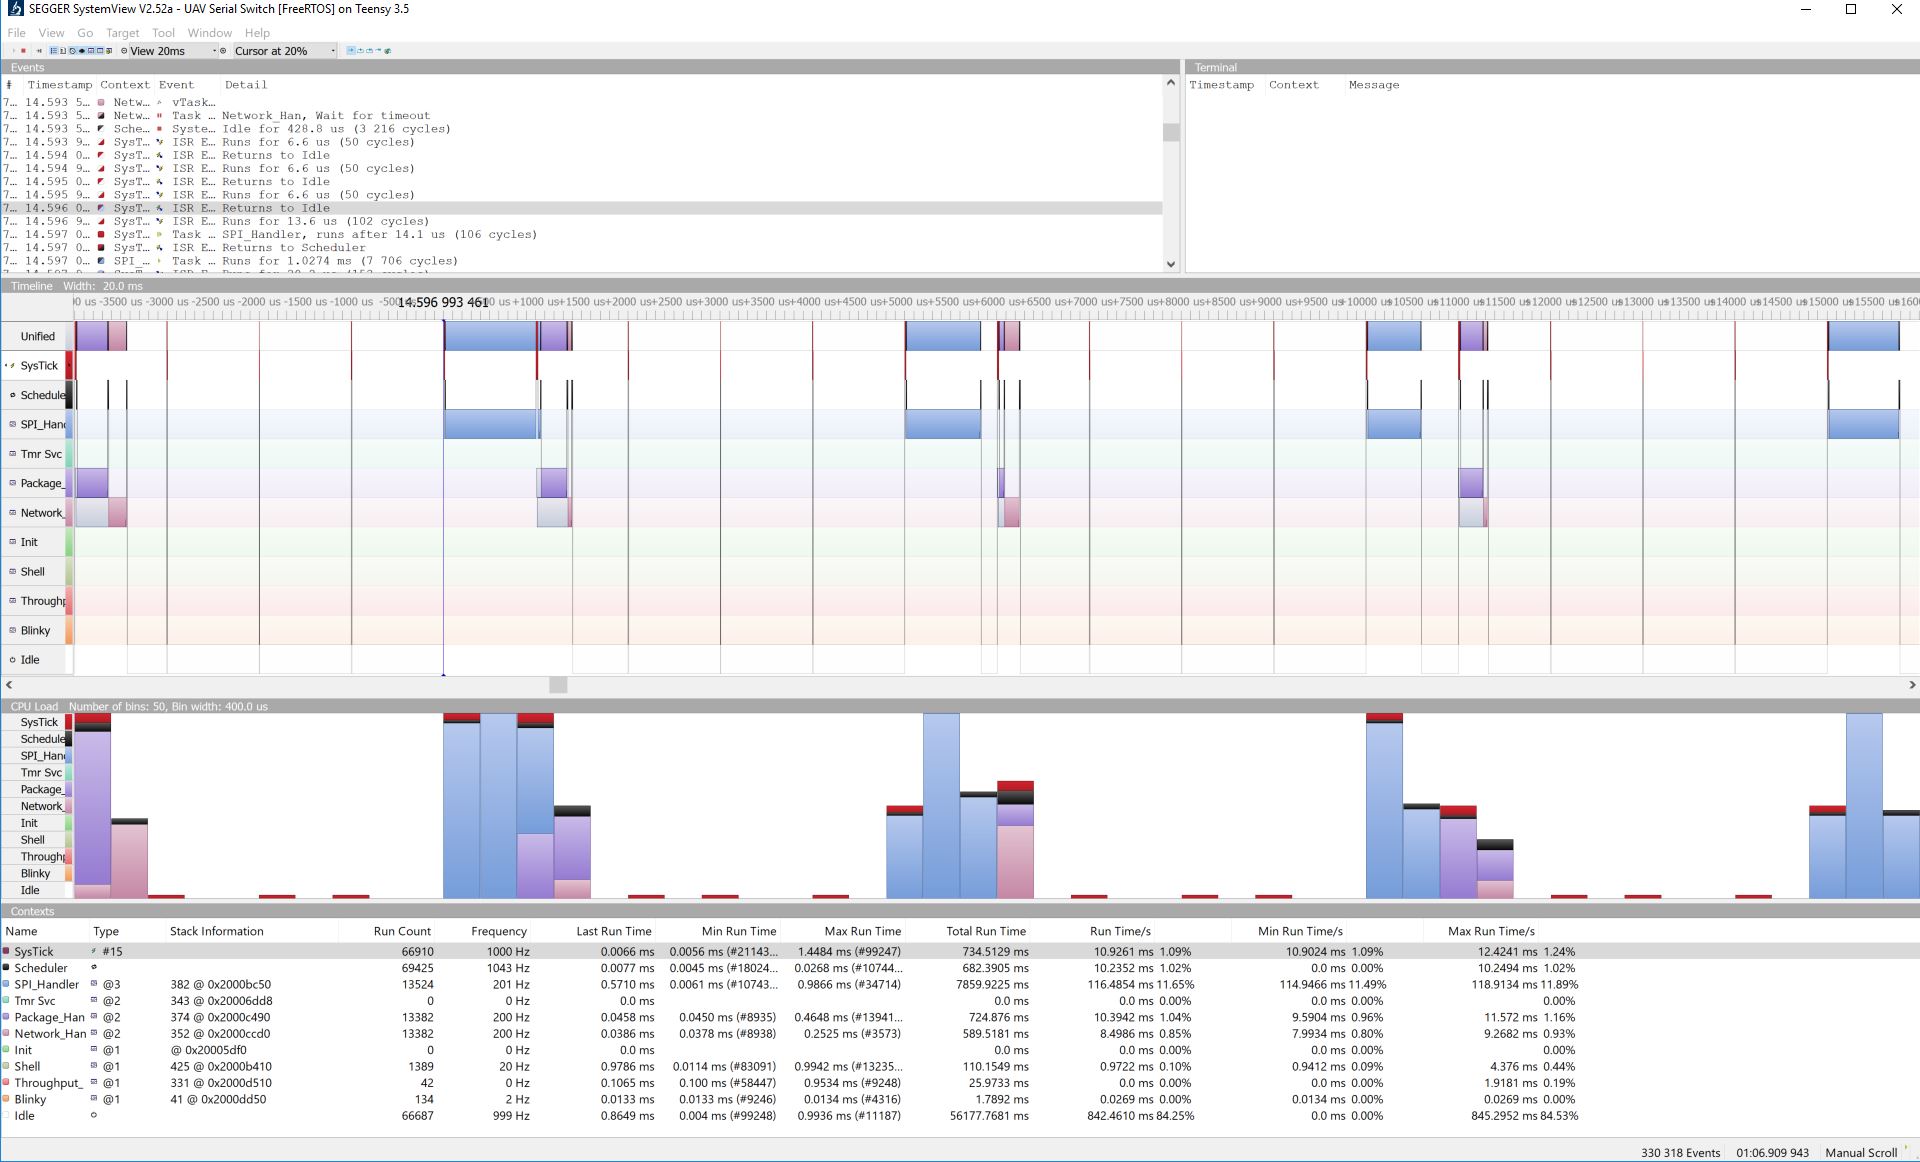 SEGGER SystemView V2.52a - UAV Serial Switch [FreeRTOS] on Teensy 3.5
File View Go Target Tool Window Help
View 20ms Cursor at 20%
Events
# Timestamp Context Event Detail
7... 14.593 5... Netw... vTask...
7... 14.593 5... Netw... Task ... Network_Han, Wait for timeout
7... 14.593 5... Sche... Syste... Idle for 428.8 us (3 216 cycles)
7... 14.593 9... SysT... ISR E... Runs for 6.6 us (50 cycles)
7... 14.594 0... SysT... ISR E... Returns to Idle
7... 14.594 9... SysT... ISR E... Runs for 6.6 us (50 cycles)
7... 14.595 0... SysT... ISR E... Returns to Idle
7... 14.595 9... SysT... ISR E... Runs for 6.6 us (50 cycles)
7... 14.596 0... SysT... ISR E... Returns to Idle
7... 14.596 9... SysT... ISR E... Runs for 13.6 us (102 cycles)
7... 14.597 0... SysT... Task ... SPI_Handler, runs after 14.1 us (106 cycles)
7... 14.597 0... SysT... ISR E... Returns to Scheduler
7... 14.597 0... SPI_... Task ... Runs for 1.0274 ms (7 706 cycles)
Terminal
Timestamp Context Message
Timeline Width: 20.0 ms
-3500 us -3000 us -2500 us -2000 us -1500 us -1000 us 14.596 993 461 +1000 us +1500 us +2000 us +2500 us +3000 us +3500 us +4000 us +4500 us +5000 us +5500 us +6000 us +6500 us +7000 us +7500 us +8000 us +8500 us +9000 us +9500 us
Unified
SysTick
Schedule
SPI_Hand
Tmr Svc
Package_
Network_
Init
Shell
Throughp
Blinky
Idle
CPU Load Number of bins: 50, Bin width: 400.0 us
SysTick
Schedule
SPI_Hand
Tmr Svc
Package_
Network_
Init
Shell
Throughp
Blinky
Idle
Contexts
Name Type Stack Information Run Count Frequency Last Run Time Min Run Time Max Run Time Total Run Time Run Time/s Min Run Time/s Max Run Time/s
SysTick #15 66910 1000 Hz 0.0066 ms 0.0056 ms (#21143... 1.4484 ms (#99247) 734.5129 ms 10.9261 ms 1.09% 10.9024 ms 1.09% 12.4241 ms 1.24%
Scheduler 69425 1043 Hz 0.0077 ms 0.0045 ms (#18024... 0.0268 ms (#10744... 682.3905 ms 10.2352 ms 1.02% 0.0 ms 0.00% 10.2494 ms 1.02%
SPI_Handler @3 382 @ 0x2000bc50 13524 201 Hz 0.5710 ms 0.0061 ms (#10743... 0.9866 ms (#34714) 7859.9225 ms 116.4854 ms 11.65% 114.9466 ms 11.49% 118.9134 ms 11.89%
Tmr Svc @2 343 @ 0x20006dd8 0 0 Hz 0.0 ms 0.0 ms 0.0 ms 0.00% 0.0 ms 0.00% 0.00%
Package_Han @2 374 @ 0x2000c490 13382 200 Hz 0.0458 ms 0.0450 ms (#8935) 0.4648 ms (#13941... 724.876 ms 10.3942 ms 1.04% 9.5904 ms 0.96% 11.572 ms 1.16%
Network_Han @2 352 @ 0x2000ccd0 13382 200 Hz 0.0386 ms 0.0378 ms (#8938) 0.2525 ms (#3573) 589.5181 ms 8.4986 ms 0.85% 7.9934 ms 0.80% 9.2682 ms 0.93%
Init @1 @ 0x20005df0 0 0 Hz 0.0 ms 0.0 ms 0.0 ms 0.00% 0.0 ms 0.00% 0.00%
Shell @1 425 @ 0x2000b410 1389 20 Hz 0.9786 ms 0.0114 ms (#83091) 0.9942 ms (#13235... 110.1549 ms 0.9722 ms 0.10% 0.9412 ms 0.09% 4.376 ms 0.44%
Throughput_ @1 331 @ 0x2000d510 42 0 Hz 0.1065 ms 0.100 ms (#58447) 0.9534 ms (#9248) 25.9733 ms 0.0 ms 0.00% 0.0 ms 0.00% 1.9181 ms 0.19%
Blinky @1 41 @ 0x2000dd50 134 2 Hz 0.0133 ms 0.0133 ms (#9246) 0.0134 ms (#4316) 1.7892 ms 0.0269 ms 0.00% 0.0134 ms 0.00% 0.0269 ms 0.00%
Idle 66687 999 Hz 0.8649 ms 0.004 ms (#99248) 0.9936 ms (#11187) 56177.7681 ms 842.4610 ms 84.25% 0.0 ms 0.00% 845.2952 ms 84.53%
330 318 Events 01:06.909 943 Manual Scroll